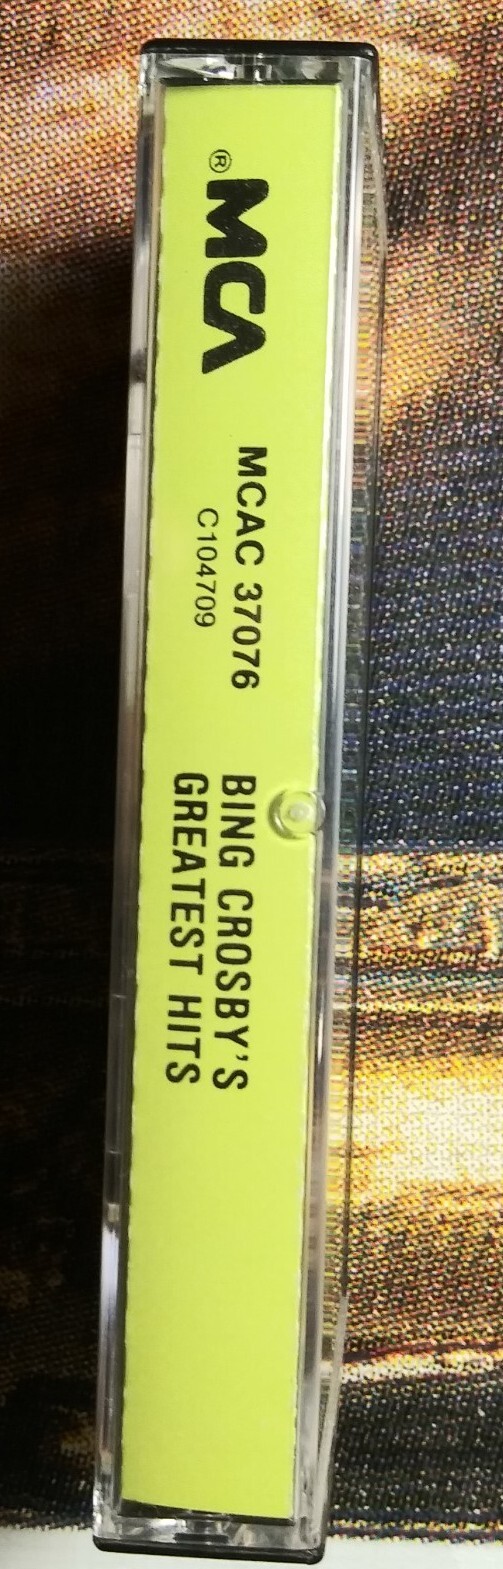 MCA®
MCAC 37076
C104709
BING CROSBY'S
GREATEST HITS